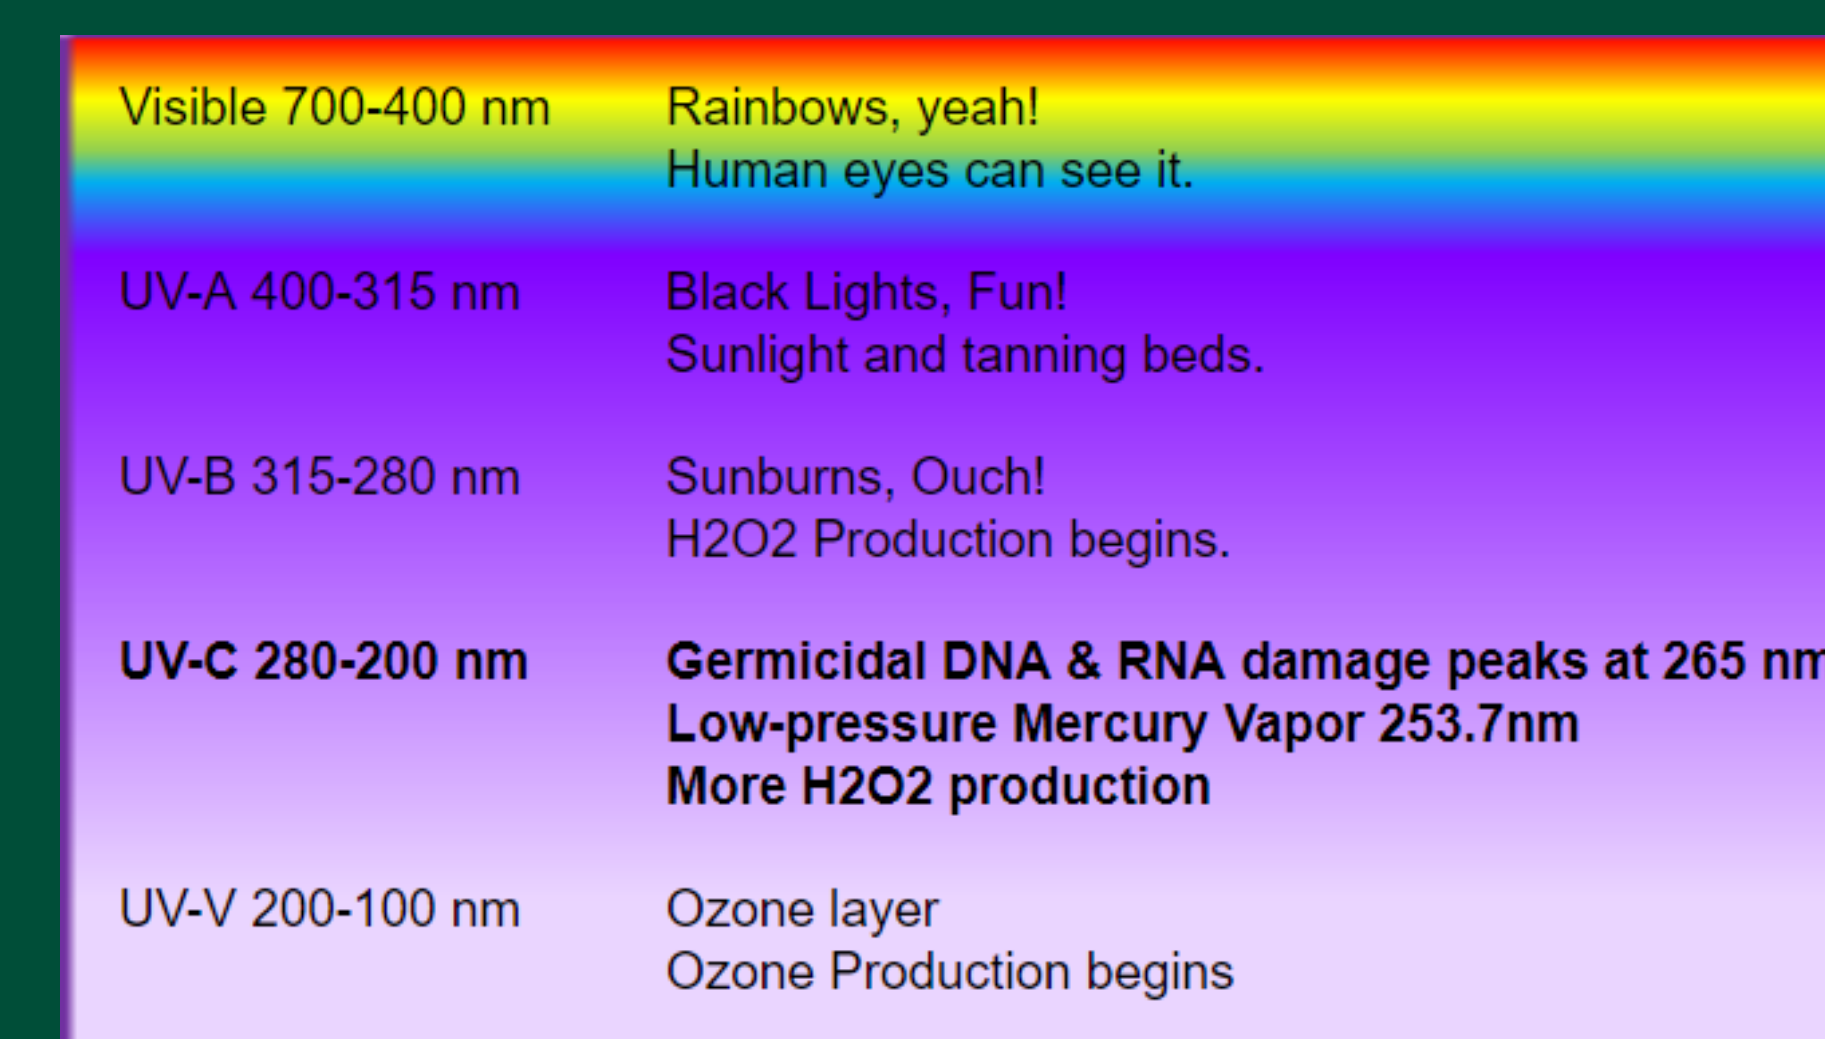 Visible 700-400 nm Rainbows, yeah!
Human eyes can see it.
UV-A 400-315 nm Black Lights, Fun!
Sunlight and tanning beds.
UV-B 315-280 nm Sunburns, Ouch!
H2O2 Production begins.
UV-C 280-200 nm Germicidal DNA & RNA damage peaks at 265 nm
Low-pressure Mercury Vapor 253.7nm
More H2O2 production
UV-V 200-100 nm Ozone layer
Ozone Production begins